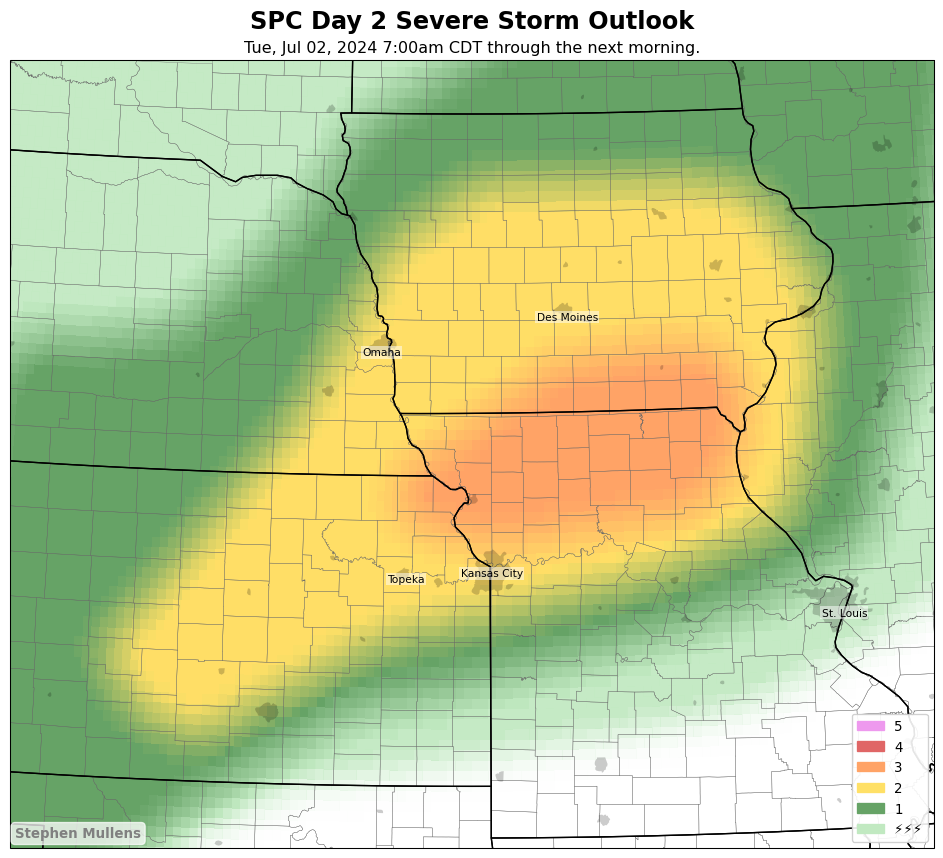 SPC Day 2 Severe Storm Outlook
Tue, Jul 02, 2024 7:00am CDT through the next morning.
Des Moines
Omaha
Topeka
Kansas City
St. Louis
5
4
3
2
1
⚡⚡⚡
Stephen Mullens